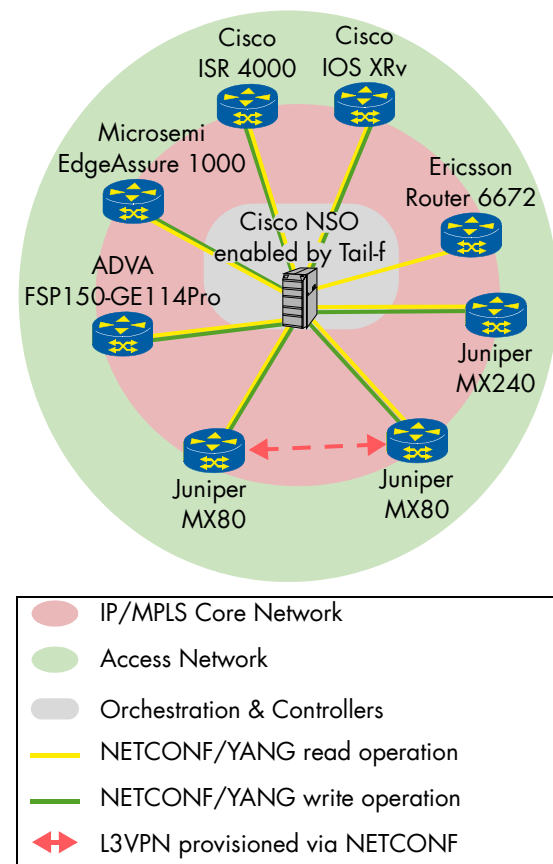 Cisco
ISR 4000
Cisco
IOS XRv
Microsemi
EdgeAssure 1000
Ericsson
Router 6672
Cisco NSO
enabled by Tail-f
ADVA
FSP150-GE114Pro
Juniper
MX240
Juniper
MX80
Juniper
MX80
IP/MPLS Core Network
Access Network
Orchestration & Controllers
NETCONF/YANG read operation
NETCONF/YANG write operation
L3VPN provisioned via NETCONF